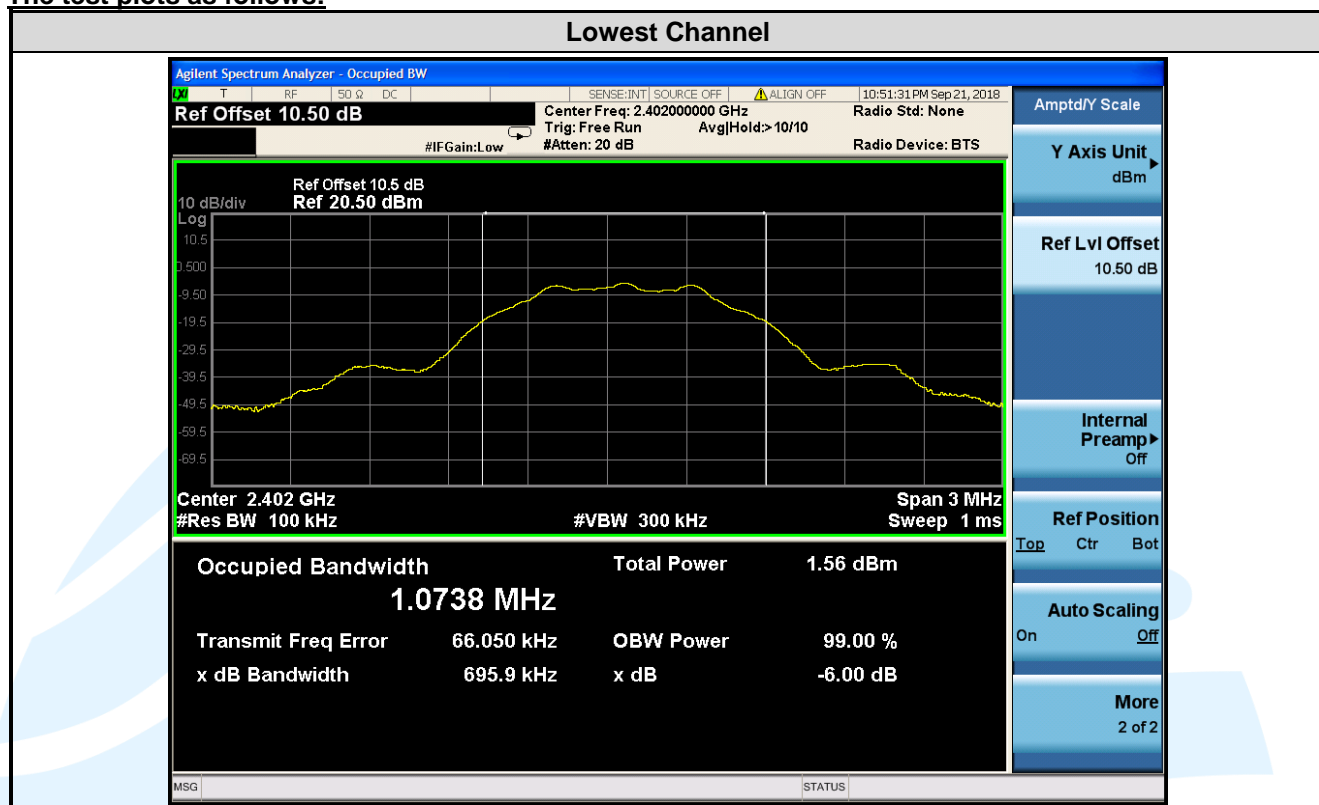 The test plots as follows:
Lowest Channel
Agilent Spectrum Analyzer - Occupied BW
LXI T RF 50 Ω DC SENSE:INT SOURCE OFF ALIGN OFF 10:51:31 PM Sep 21, 2018
Ref Offset 10.50 dB
Center Freq: 2.402000000 GHz
Radio Std: None
Trig: Free Run Avg|Hold:> 10/10
#IFGain:Low #Atten: 20 dB Radio Device: BTS
Ref Offset 10.5 dB
10 dB/div Ref 20.50 dBm
Log
10.5
0.500
-9.50
-19.5
-29.5
-39.5
-49.5
-59.5
-69.5
Center 2.402 GHz Span 3 MHz
#Res BW 100 kHz #VBW 300 kHz Sweep 1 ms
Occupied Bandwidth Total Power 1.56 dBm
1.0738 MHz
Transmit Freq Error 66.050 kHz OBW Power 99.00 %
x dB Bandwidth 695.9 kHz x dB -6.00 dB
MSG STATUS
Amptd/Y Scale
Y Axis Unit
dBm
Ref Lvl Offset
10.50 dB
Internal
Preamp
Off
Ref Position
Top Ctr Bot
Auto Scaling
On Off
More
2 of 2